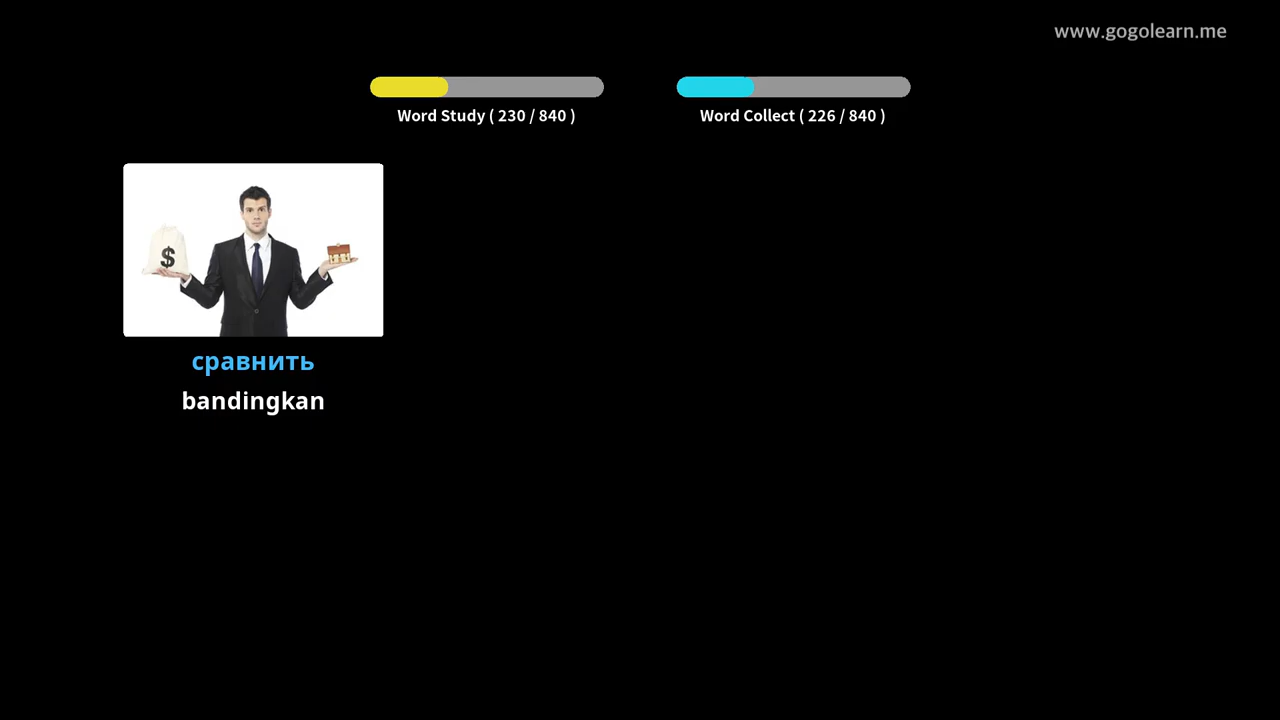 www.gogolearn.me
Word Study ( 230 / 840 )
Word Collect ( 226 / 840 )
$
сравнить
bandingkan